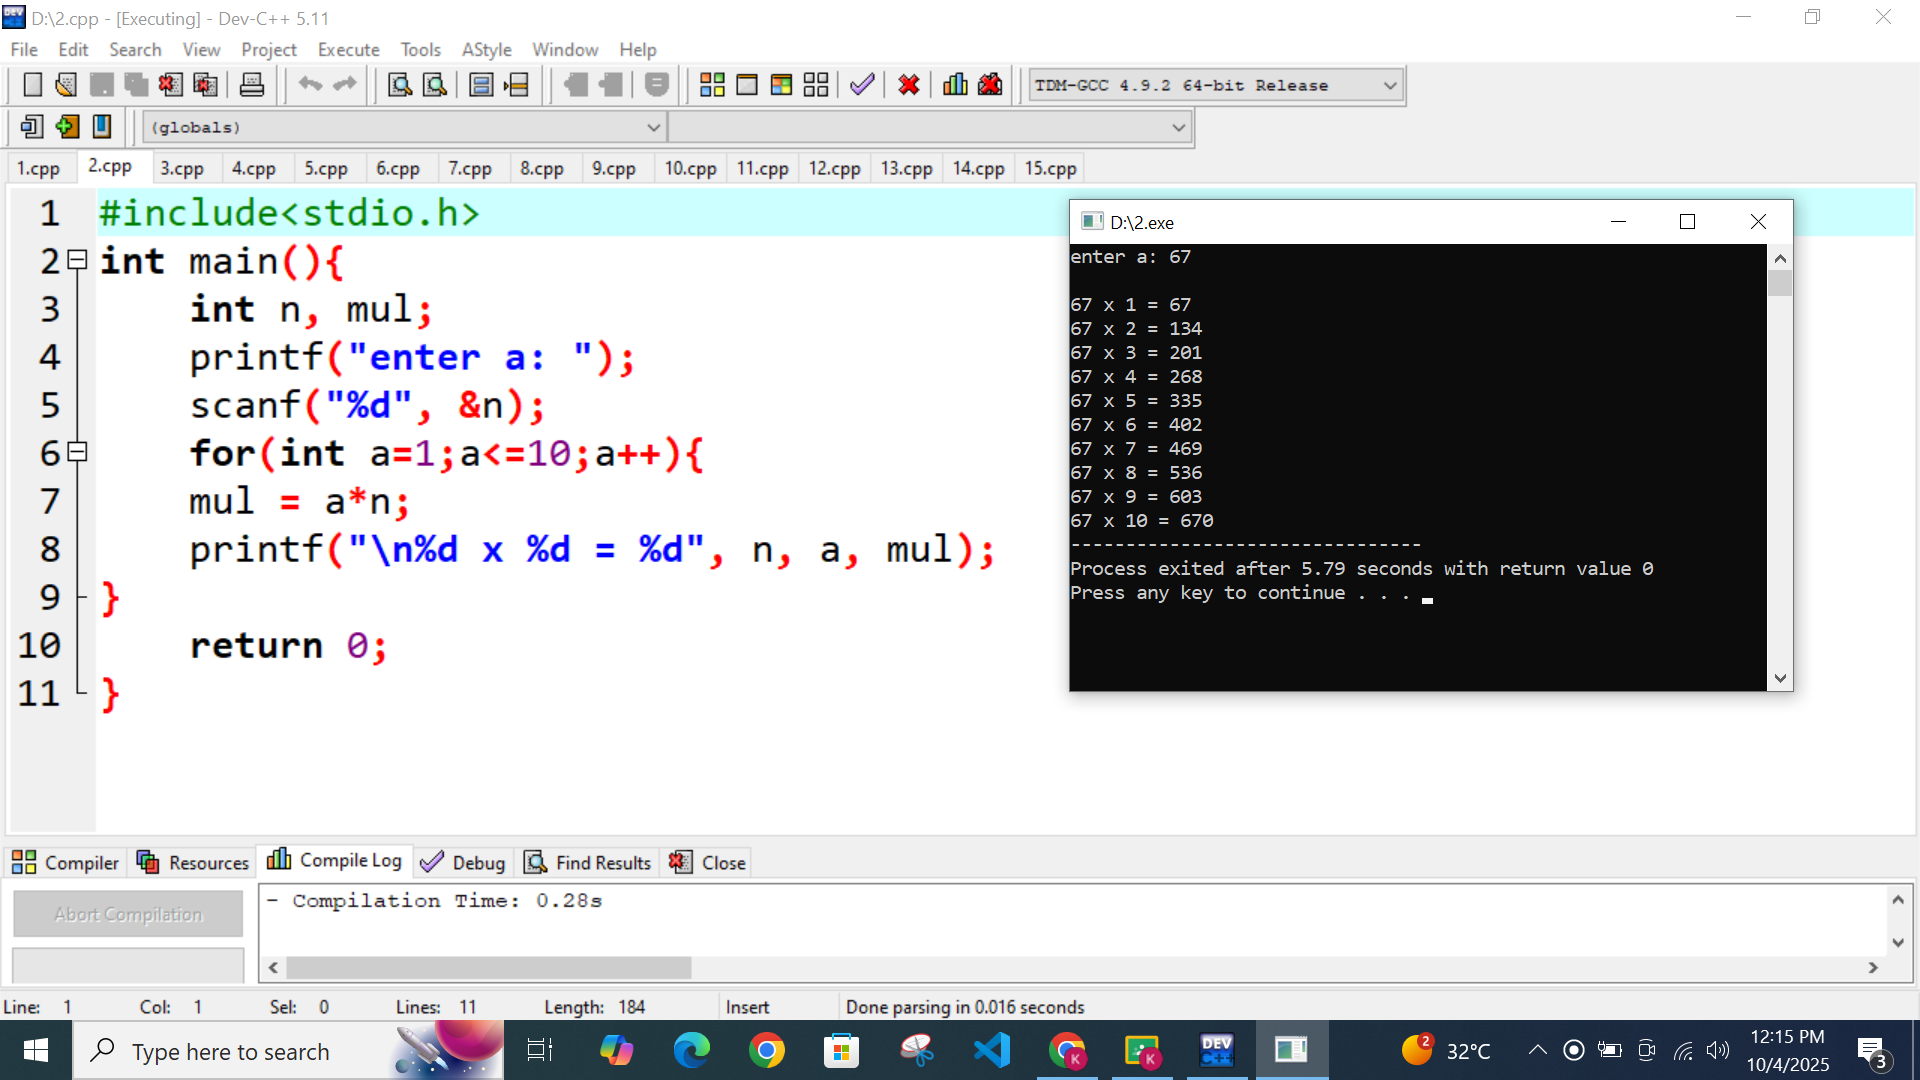 D:\2.cpp - [Executing] - Dev-C++ 5.11
File Edit Search View Project Execute Tools AStyle Window Help
TDM-GCC 4.9.2 64-bit Release
(globals)
1.cpp 2.cpp 3.cpp 4.cpp 5.cpp 6.cpp 7.cpp 8.cpp 9.cpp 10.cpp 11.cpp 12.cpp 13.cpp 14.cpp 15.cpp
1 #include<stdio.h>
2 int main(){
3 int n, mul;
4 printf("enter a: ");
5 scanf("%d", &n);
6 for(int a=1;a<=10;a++){
7 mul = a*n;
8 printf("\n%d x %d = %d", n, a, mul);
9 }
10 return 0;
11 }
D:\2.exe
enter a: 67
67 x 1 = 67
67 x 2 = 134
67 x 3 = 201
67 x 4 = 268
67 x 5 = 335
67 x 6 = 402
67 x 7 = 469
67 x 8 = 536
67 x 9 = 603
67 x 10 = 670
--------------------------------
Process exited after 5.79 seconds with return value 0
Press any key to continue . . .
Compiler Resources Compile Log Debug Find Results Close
Abort Compilation
- Compilation Time: 0.28s
Line: 1 Col: 1 Sel: 0 Lines: 11 Length: 184 Insert Done parsing in 0.016 seconds
Type here to search
K
K
DEV C++
2
32°C
12:15 PM
10/4/2025
3